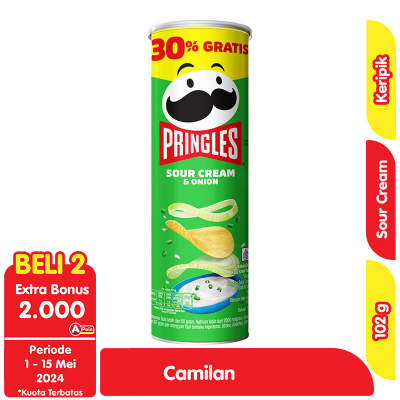 30% GRATIS
PRINGLES
SOUR CREAM
& ONION
Keripik
Sour Cream
102 g
BELI 2
Extra Bonus
2.000
A Poin
Periode
1 - 15 Mei
2024
*Kuota Terbatas
Camilan